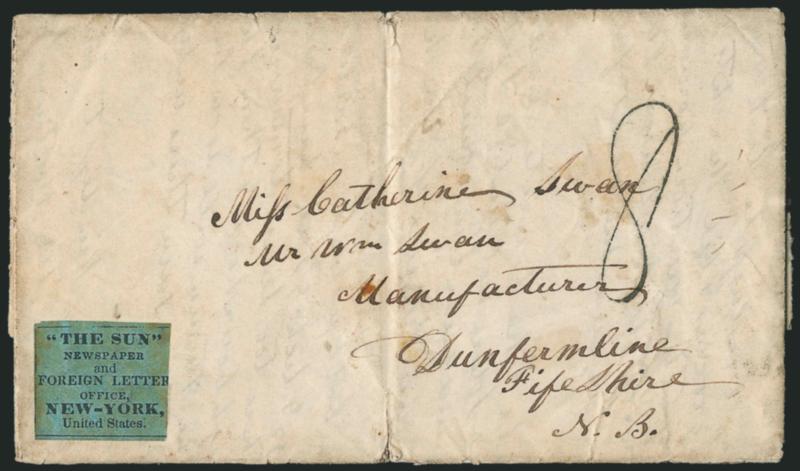 Miss Catherine Swan
Mr Wm Swan
Manufacturer
Dunfermline
Fife Shire
N. B.
8
"THE SUN"
NEWSPAPER
and
FOREIGN LETTER
OFFICE,
NEW-YORK,
United States.